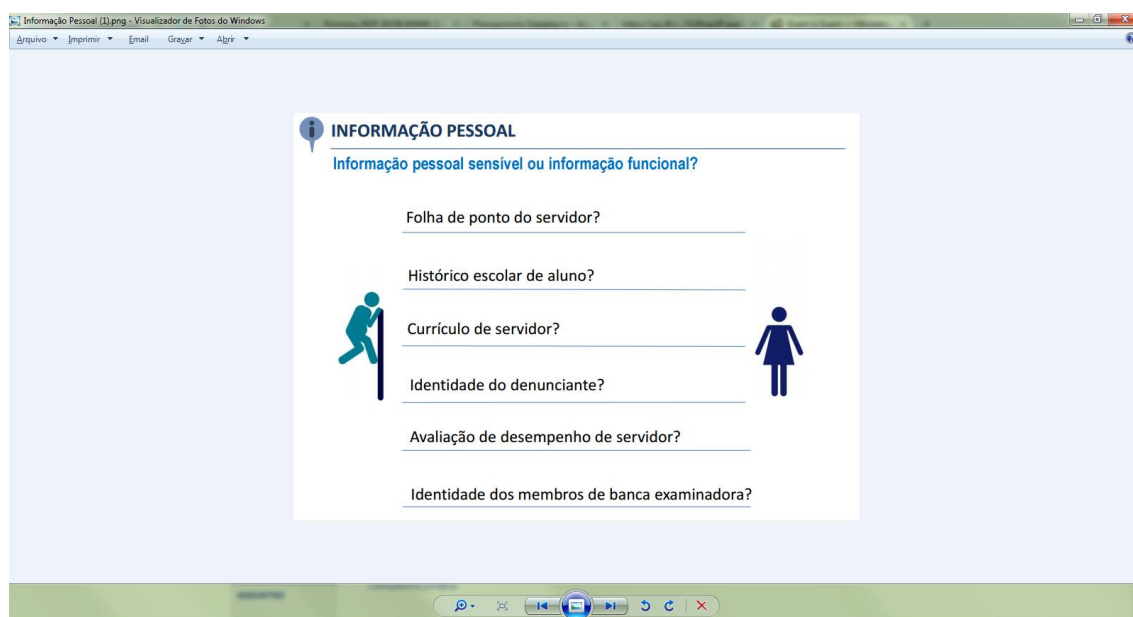 Informação Pessoal (1).png - Visualizador de Fotos do Windows
Arquivo Imprimir Email Gravar Abrir
INFORMAÇÃO PESSOAL
Informação pessoal sensível ou informação funcional?
Folha de ponto do servidor?
Histórico escolar de aluno?
Currículo de servidor?
Identidade do denunciante?
Avaliação de desempenho de servidor?
Identidade dos membros de banca examinadora?